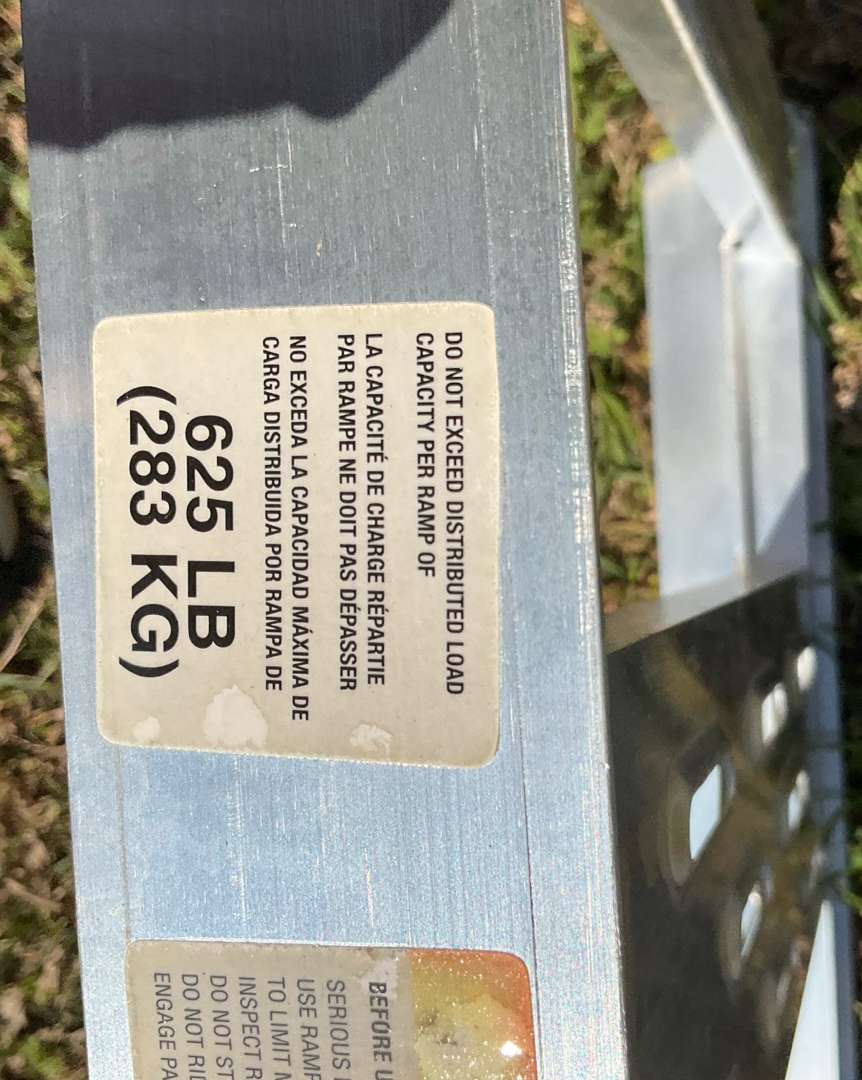 DO NOT EXCEED DISTRIBUTED LOAD
CAPACITY PER RAMP OF
LA CAPACITÉ DE CHARGE RÉPARTIE
PAR RAMPE NE DOIT PAS DÉPASSER
NO EXCEDA LA CAPACIDAD MÁXIMA DE
CARGA DISTRIBUIDA POR RAMPA DE
625 LB
(283 KG)
BEFORE
SERIOUS
USE RAMP
TO LIMIT
INSPECT
DO NOT
DO NOT
ENGAGE